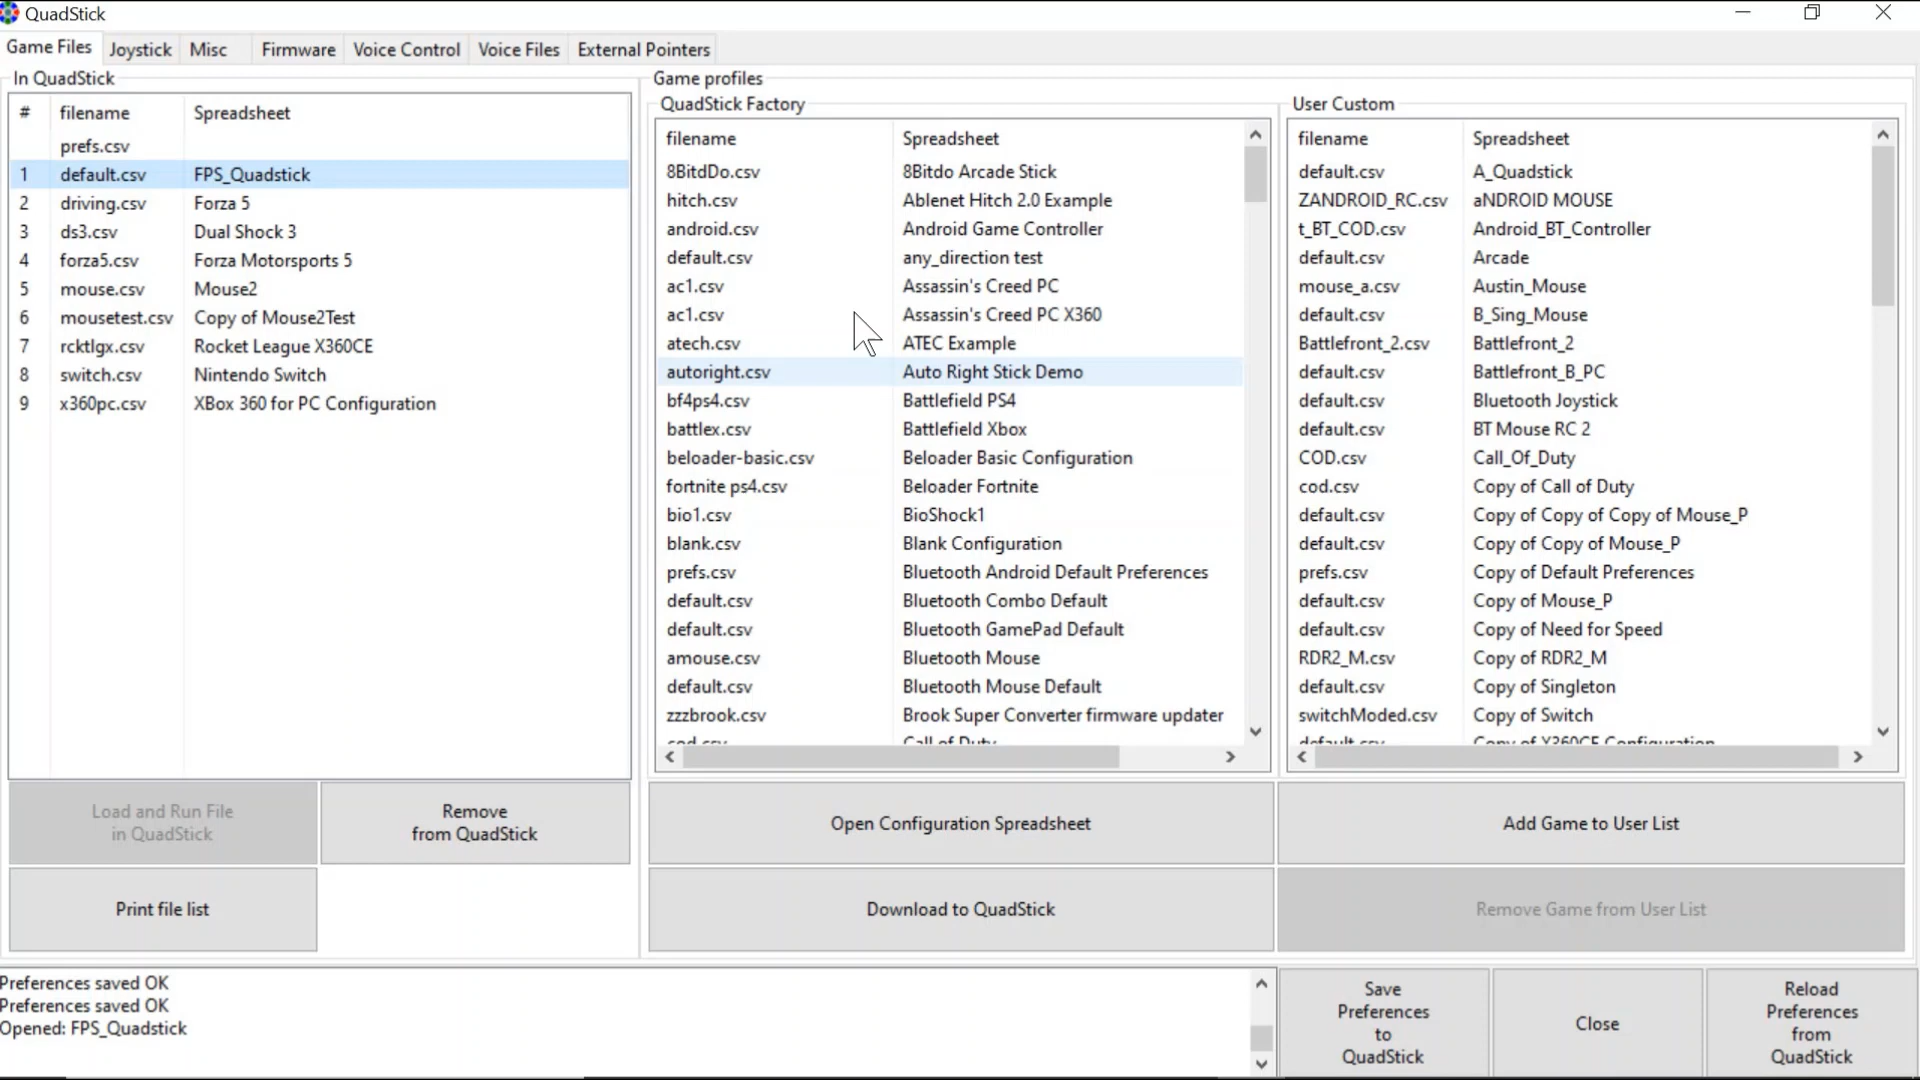 QuadStick
Game Files Joystick Misc Firmware Voice Control Voice Files External Pointers
In QuadStick
# filename Spreadsheet
prefs.csv
1 default.csv FPS_Quadstick
2 driving.csv Forza 5
3 ds3.csv Dual Shock 3
4 forza5.csv Forza Motorsports 5
5 mouse.csv Mouse2
6 mousetest.csv Copy of Mouse2Test
7 rcktlgx.csv Rocket League X360CE
8 switch.csv Nintendo Switch
9 x360pc.csv XBox 360 for PC Configuration
Load and Run File
in QuadStick
Remove
from QuadStick
Print file list
Game profiles
QuadStick Factory
filename Spreadsheet
8BitdDo.csv 8Bitdo Arcade Stick
hitch.csv Ablenet Hitch 2.0 Example
android.csv Android Game Controller
default.csv any_direction test
ac1.csv Assassin's Creed PC
ac1.csv Assassin's Creed PC X360
atech.csv ATEC Example
autoright.csv Auto Right Stick Demo
bf4ps4.csv Battlefield PS4
battlex.csv Battlefield Xbox
beloader-basic.csv Beloader Basic Configuration
fortnite ps4.csv Beloader Fortnite
bio1.csv BioShock1
blank.csv Blank Configuration
prefs.csv Bluetooth Android Default Preferences
default.csv Bluetooth Combo Default
default.csv Bluetooth GamePad Default
amouse.csv Bluetooth Mouse
default.csv Bluetooth Mouse Default
zzzbrook.csv Brook Super Converter firmware updater
cod.csv Call of Duty
User Custom
filename Spreadsheet
default.csv A_Quadstick
ZANDROID_RC.csv aNDROID MOUSE
t_BT_COD.csv Android_BT_Controller
default.csv Arcade
mouse_a.csv Austin_Mouse
default.csv B_Sing_Mouse
Battlefront_2.csv Battlefront_2
default.csv Battlefront_B_PC
default.csv Bluetooth Joystick
default.csv BT Mouse RC 2
COD.csv Call_Of_Duty
cod.csv Copy of Call of Duty
default.csv Copy of Copy of Copy of Mouse_P
default.csv Copy of Copy of Mouse_P
prefs.csv Copy of Default Preferences
default.csv Copy of Mouse_P
default.csv Copy of Need for Speed
RDR2_M.csv Copy of RDR2_M
default.csv Copy of Singleton
switchModed.csv Copy of Switch
default.csv Copy of X360CE Configuration
Open Configuration Spreadsheet
Add Game to User List
Download to QuadStick
Remove Game from User List
Preferences saved OK
Preferences saved OK
Opened: FPS_Quadstick
Save
Preferences
to
QuadStick
Close
Reload
Preferences
from
QuadStick